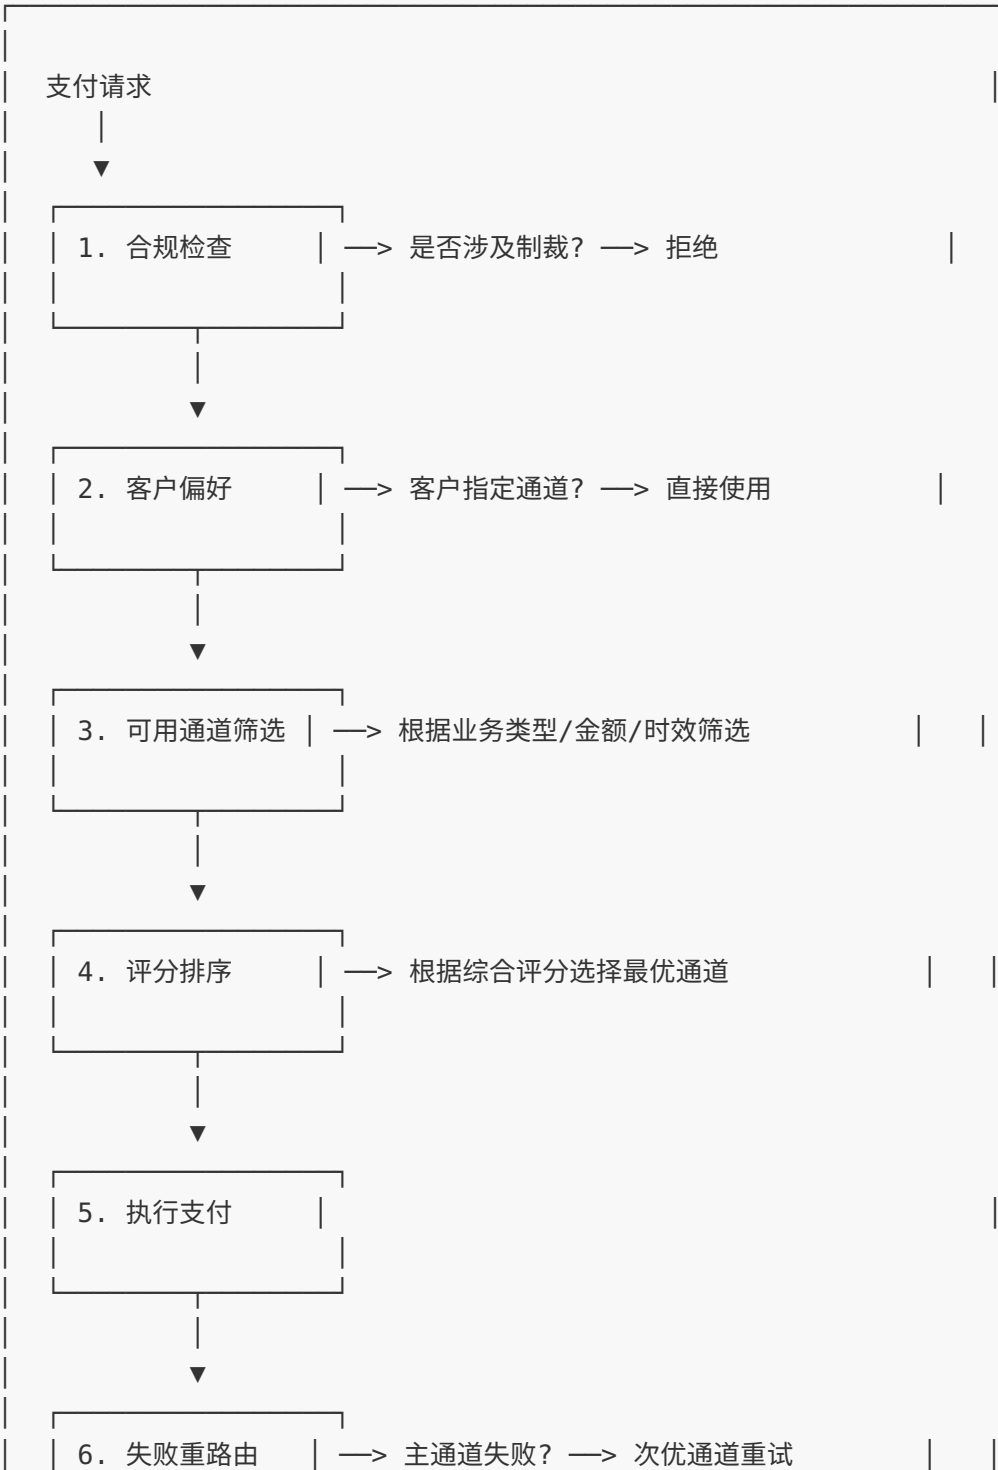 支付请求
1. 合规检查 ──> 是否涉及制裁? ──> 拒绝
2. 客户偏好 ──> 客户指定通道? ──> 直接使用
3. 可用通道筛选 ──> 根据业务类型/金额/时效筛选
4. 评分排序 ──> 根据综合评分选择最优通道
5. 执行支付
6. 失败重路由 ──> 主通道失败? ──> 次优通道重试